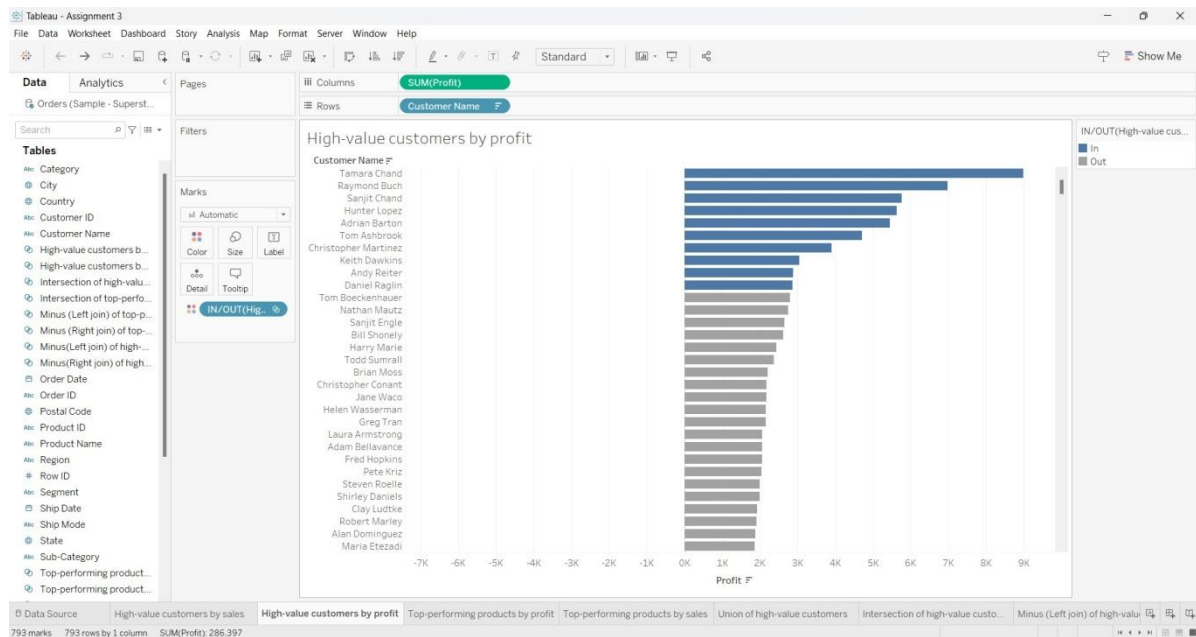 Tableau - Assignment 3
File Data Worksheet Dashboard Story Analysis Map Format Server Window Help
Standard
Show Me
Data
Analytics
Orders (Sample - Superst...
Search
Tables
Category
City
Country
Customer ID
Customer Name
High-value customers b...
High-value customers b...
Intersection of high-valu...
Intersection of top-perfo...
Minus (Left join) of top-p...
Minus (Right join) of top-...
Minus(Left join) of high-...
Minus(Right join) of high...
Order Date
Order ID
Postal Code
Product ID
Product Name
Region
Row ID
Segment
Ship Date
Ship Mode
State
Sub-Category
Top-performing product...
Top-performing product...
Pages
Filters
Marks
Automatic
Color Size Label
Detail Tooltip
IN/OUT(Hig..
Columns SUM(Profit)
Rows Customer Name
High-value customers by profit
Customer Name
Tamara Chand
Raymond Buch
Sanjit Chand
Hunter Lopez
Adrian Barton
Tom Ashbrook
Christopher Martinez
Keith Dawkins
Andy Reiter
Daniel Raglin
Tom Boeckenhauer
Nathan Mautz
Sanjit Engle
Bill Shonely
Harry Marie
Todd Sumrall
Brian Moss
Christopher Conant
Jane Waco
Helen Wasserman
Greg Tran
Laura Armstrong
Adam Bellavance
Fred Hopkins
Pete Kriz
Steven Roelle
Shirley Daniels
Clay Ludtke
Robert Marley
Alan Dominguez
Maria Etezadi
-7K -6K -5K -4K -3K -2K -1K 0K 1K 2K 3K 4K 5K 6K 7K 8K 9K
Profit
IN/OUT(High-value cus...
In
Out
Data Source High-value customers by sales High-value customers by profit Top-performing products by profit Top-performing products by sales Union of high-value customers Intersection of high-value custo... Minus (Left join) of high-valu
793 marks 793 rows by 1 column SUM(Profit): 286,397